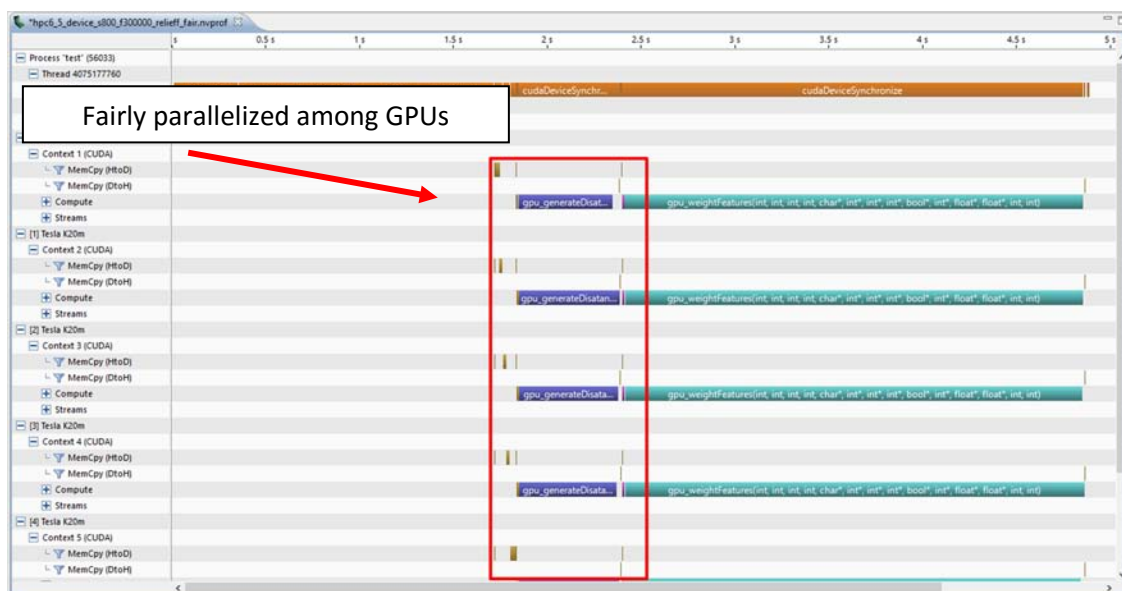 *hpc6_5_device_s800_f300000_relieff_fair.nvprof
s 0.5 s 1 s 1.5 s 2 s 2.5 s 3 s 3.5 s 4 s 4.5 s 5 s
Process "test" (56033)
Thread 4075177760
cudaDeviceSynchr... cudaDeviceSynchronize
Fairly parallelized among GPUs
Context 1 (CUDA)
MemCpy (HtoD)
MemCpy (DtoH)
Compute gpu_generateDisat... gpu_weightFeatures(int, int, int, int, char*, int*, int*, int*, bool*, int*, float*, float*, int, int)
Streams
[1] Tesla K20m
Context 2 (CUDA)
MemCpy (HtoD)
MemCpy (DtoH)
Compute gpu_generateDisatan... gpu_weightFeatures(int, int, int, int, char*, int*, int*, int*, bool*, int*, float*, float*, int, int)
Streams
[2] Tesla K20m
Context 3 (CUDA)
MemCpy (HtoD)
MemCpy (DtoH)
Compute gpu_generateDisata... gpu_weightFeatures(int, int, int, int, char*, int*, int*, int*, bool*, int*, float*, float*, int, int)
Streams
[3] Tesla K20m
Context 4 (CUDA)
MemCpy (HtoD)
MemCpy (DtoH)
Compute gpu_generateDisata... gpu_weightFeatures(int, int, int, int, char*, int*, int*, int*, bool*, int*, float*, float*, int, int)
Streams
[4] Tesla K20m
Context 5 (CUDA)
MemCpy (HtoD)
MemCpy (DtoH)